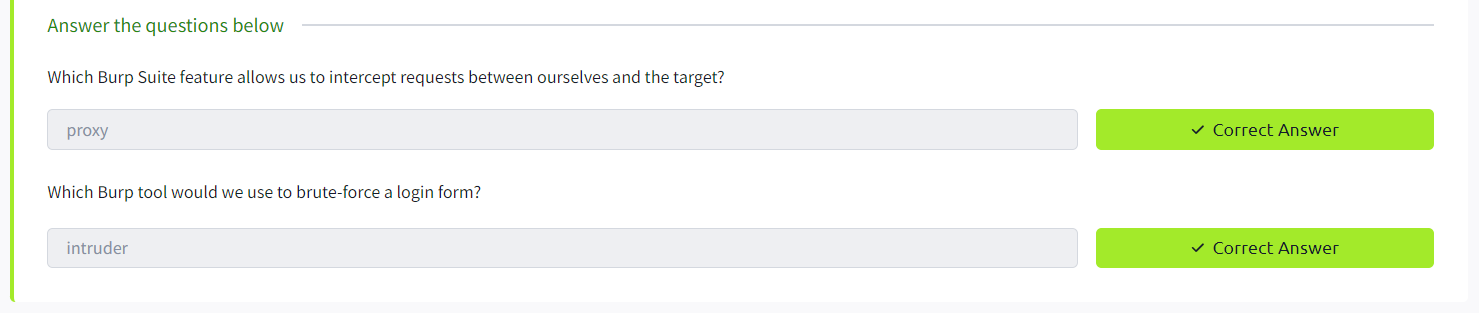 Answer the questions below
Which Burp Suite feature allows us to intercept requests between ourselves and the target?
proxy
Correct Answer
Which Burp tool would we use to brute-force a login form?
intruder
Correct Answer